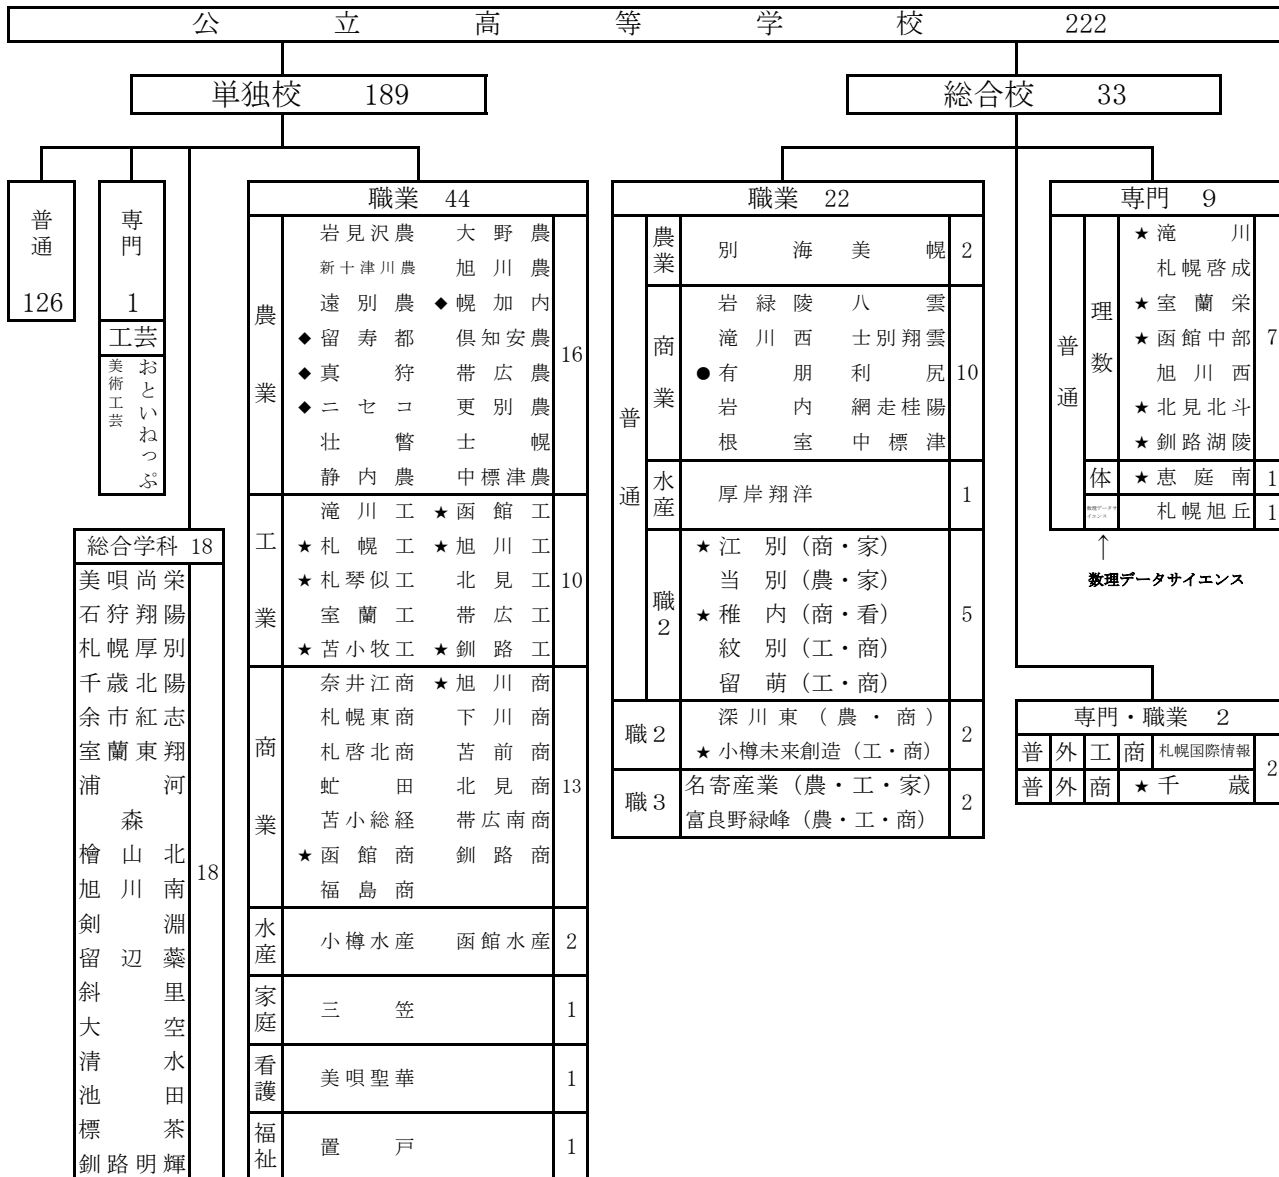 公立高等学校 222
単独校 189
総合校 33
普通 126
専門 1
工芸
おといねっぷ
美術工芸
総合学科 18
美唄尚栄
石狩翔陽
札幌厚別
千歳北陽
余市紅志
室蘭東翔
浦河
森
檜山北
旭川南
剣淵
留辺蘂
斜里
大空
清水
池田
標茶
釧路明輝
18
職業 44
農業
岩見沢農 大野農
新十津川農 旭川農
遠別農 ◆幌加内
◆留寿都 倶知安農
◆真狩 帯広農
◆ニセコ 更別農
壮瞥 士幌
静内農 中標津農
16
工業
滝川工 ★函館工
★札幌工 ★旭川工
★札琴似工 北見工
室蘭工 帯広工
★苫小牧工 ★釧路工
10
商業
奈井江商 ★旭川商
札幌東商 下川商
札啓北商 苫前商
虻田 北見商
苫小総経 帯広南商
★函館商 釧路商
福島商
13
水産
小樽水産 函館水産 2
家庭
三笠 1
看護
美唄聖華 1
福祉
置戸 1
職業 22
普通
農業
別海 美幌 2
商業
岩緑陵 八雲
滝川西 士別翔雲
●有朋 利尻
岩内 網走桂陽
根室 中標津
10
水産
厚岸翔洋 1
職2
★江別（商・家）
当別（農・家）
★稚内（商・看）
紋別（工・商）
留萌（工・商）
5
職2
深川東（農・商）
★小樽未来創造（工・商）
2
職3
名寄産業（農・工・家）
富良野緑峰（農・工・商）
2
専門 9
普通
理数
★滝川
札幌啓成
★室蘭栄
★函館中部
旭川西
★北見北斗
★釧路湖陵
7
体 ★恵庭南 1
数理データサイエンス 札幌旭丘 1
↑
数理データサイエンス
専門・職業 2
普 外 工 商 札幌国際情報
普 外 商 ★千歳
2